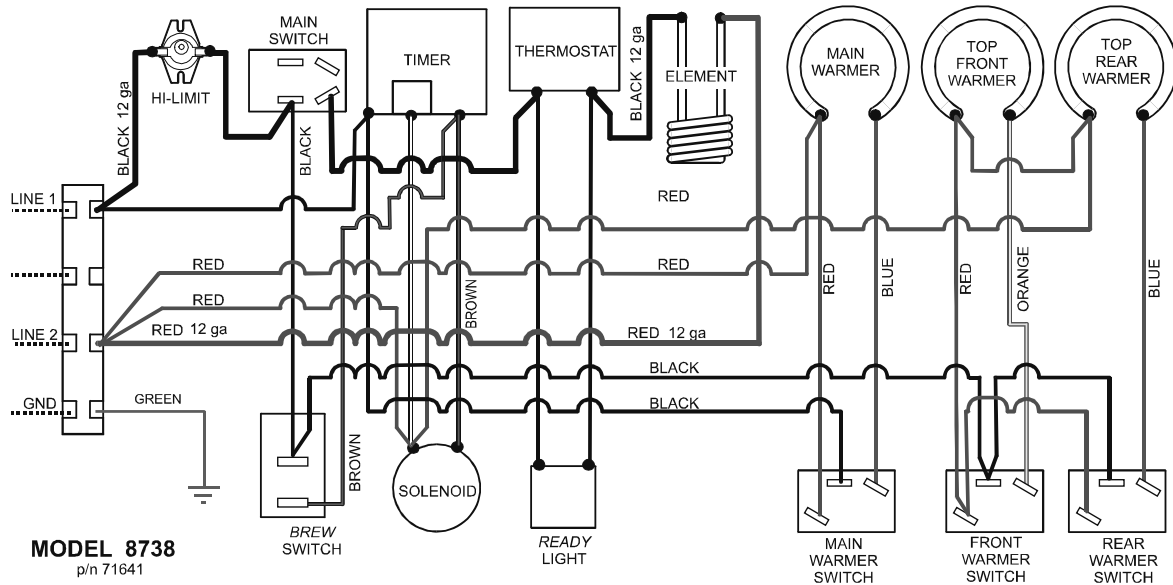 MAIN
SWITCH
TIMER
THERMOSTAT
MAIN
WARMER
TOP
FRONT
WARMER
TOP
REAR
WARMER
HI-LIMIT
ELEMENT
BLACK 12 ga
BLACK
BLACK 12 ga
LINE 1
RED
RED
RED
RED
BLUE
RED
ORANGE
BLUE
RED
BROWN
LINE 2
RED 12 ga
RED 12 ga
BLACK
GND
GREEN
BLACK
BROWN
SOLENOID
BREW
SWITCH
READY
LIGHT
MAIN
WARMER
SWITCH
FRONT
WARMER
SWITCH
REAR
WARMER
SWITCH
MODEL 8738
p/n 71641